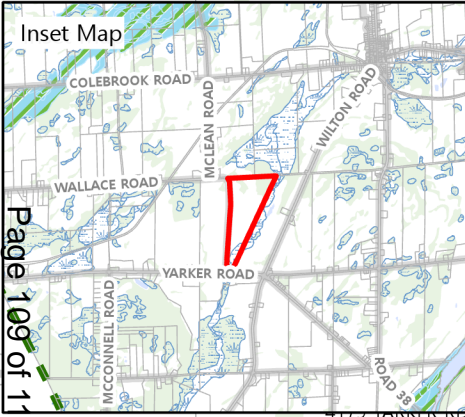 Inset Map
COLEBROOK ROAD
MCLEAN ROAD
WILTON ROAD
WALLACE ROAD
YARKER ROAD
MCCONNELL ROAD
ROAD 38
Page 109 of 11